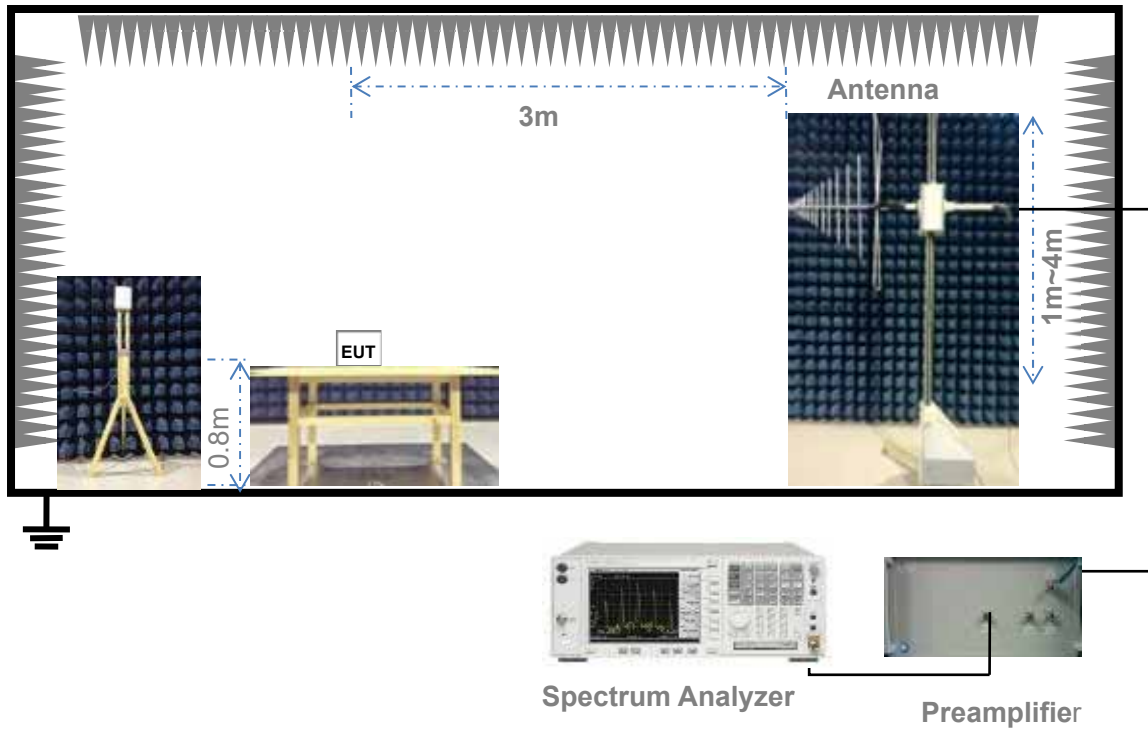 Antenna
3m
1m~4m
EUT
0.8m
Spectrum Analyzer
Preamplifier